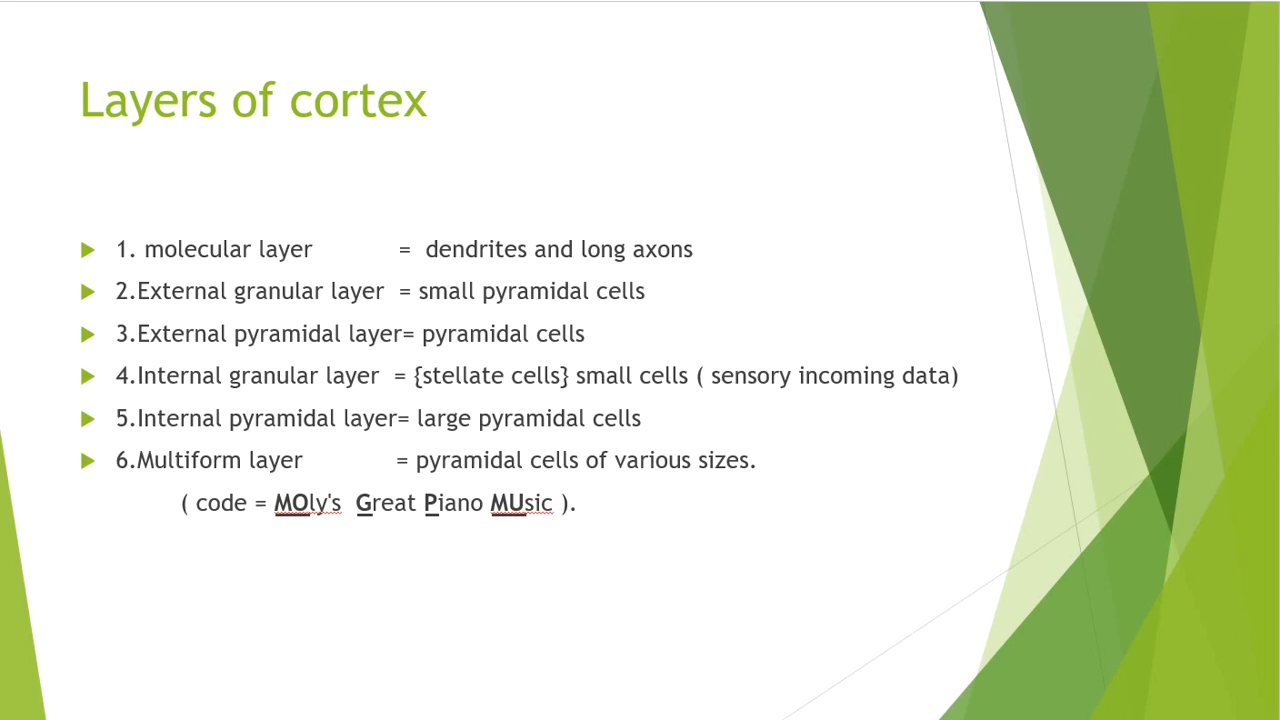 Layers of cortex
1. molecular layer = dendrites and long axons
2.External granular layer = small pyramidal cells
3.External pyramidal layer= pyramidal cells
4.Internal granular layer = {stellate cells} small cells ( sensory incoming data)
5.Internal pyramidal layer= large pyramidal cells
6.Multiform layer = pyramidal cells of various sizes.
( code = MOly's Great Piano MUsic ).